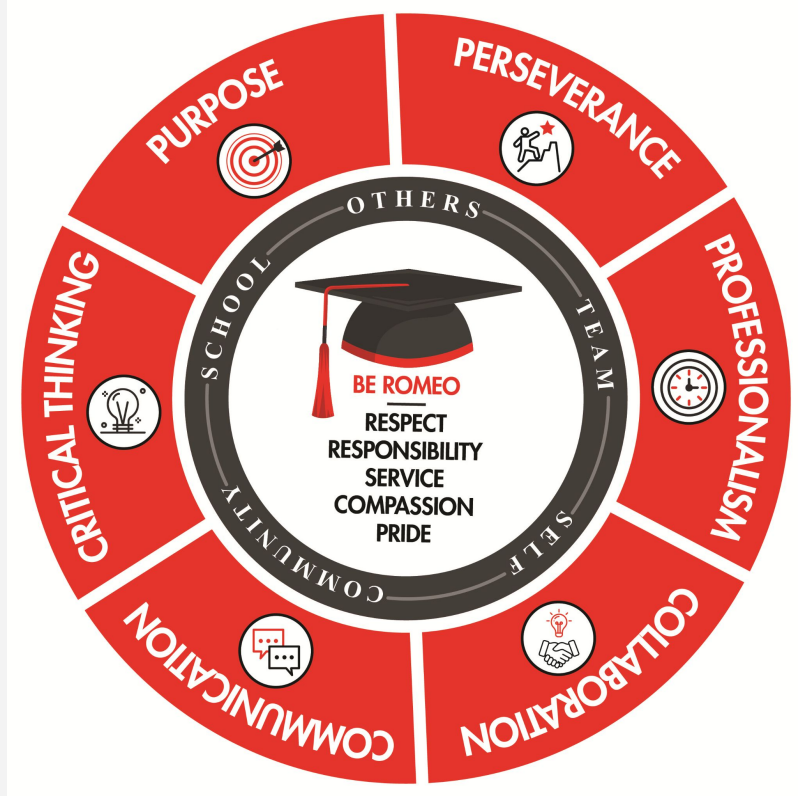 PURPOSE
PERSEVERANCE
PROFESSIONALISM
COLLABORATION
COMMUNICATION
CRITICAL THINKING
OTHERS
TEAM
SELF
COMMUNITY
SCHOOL
BE ROMEO
RESPECT
RESPONSIBILITY
SERVICE
COMPASSION
PRIDE